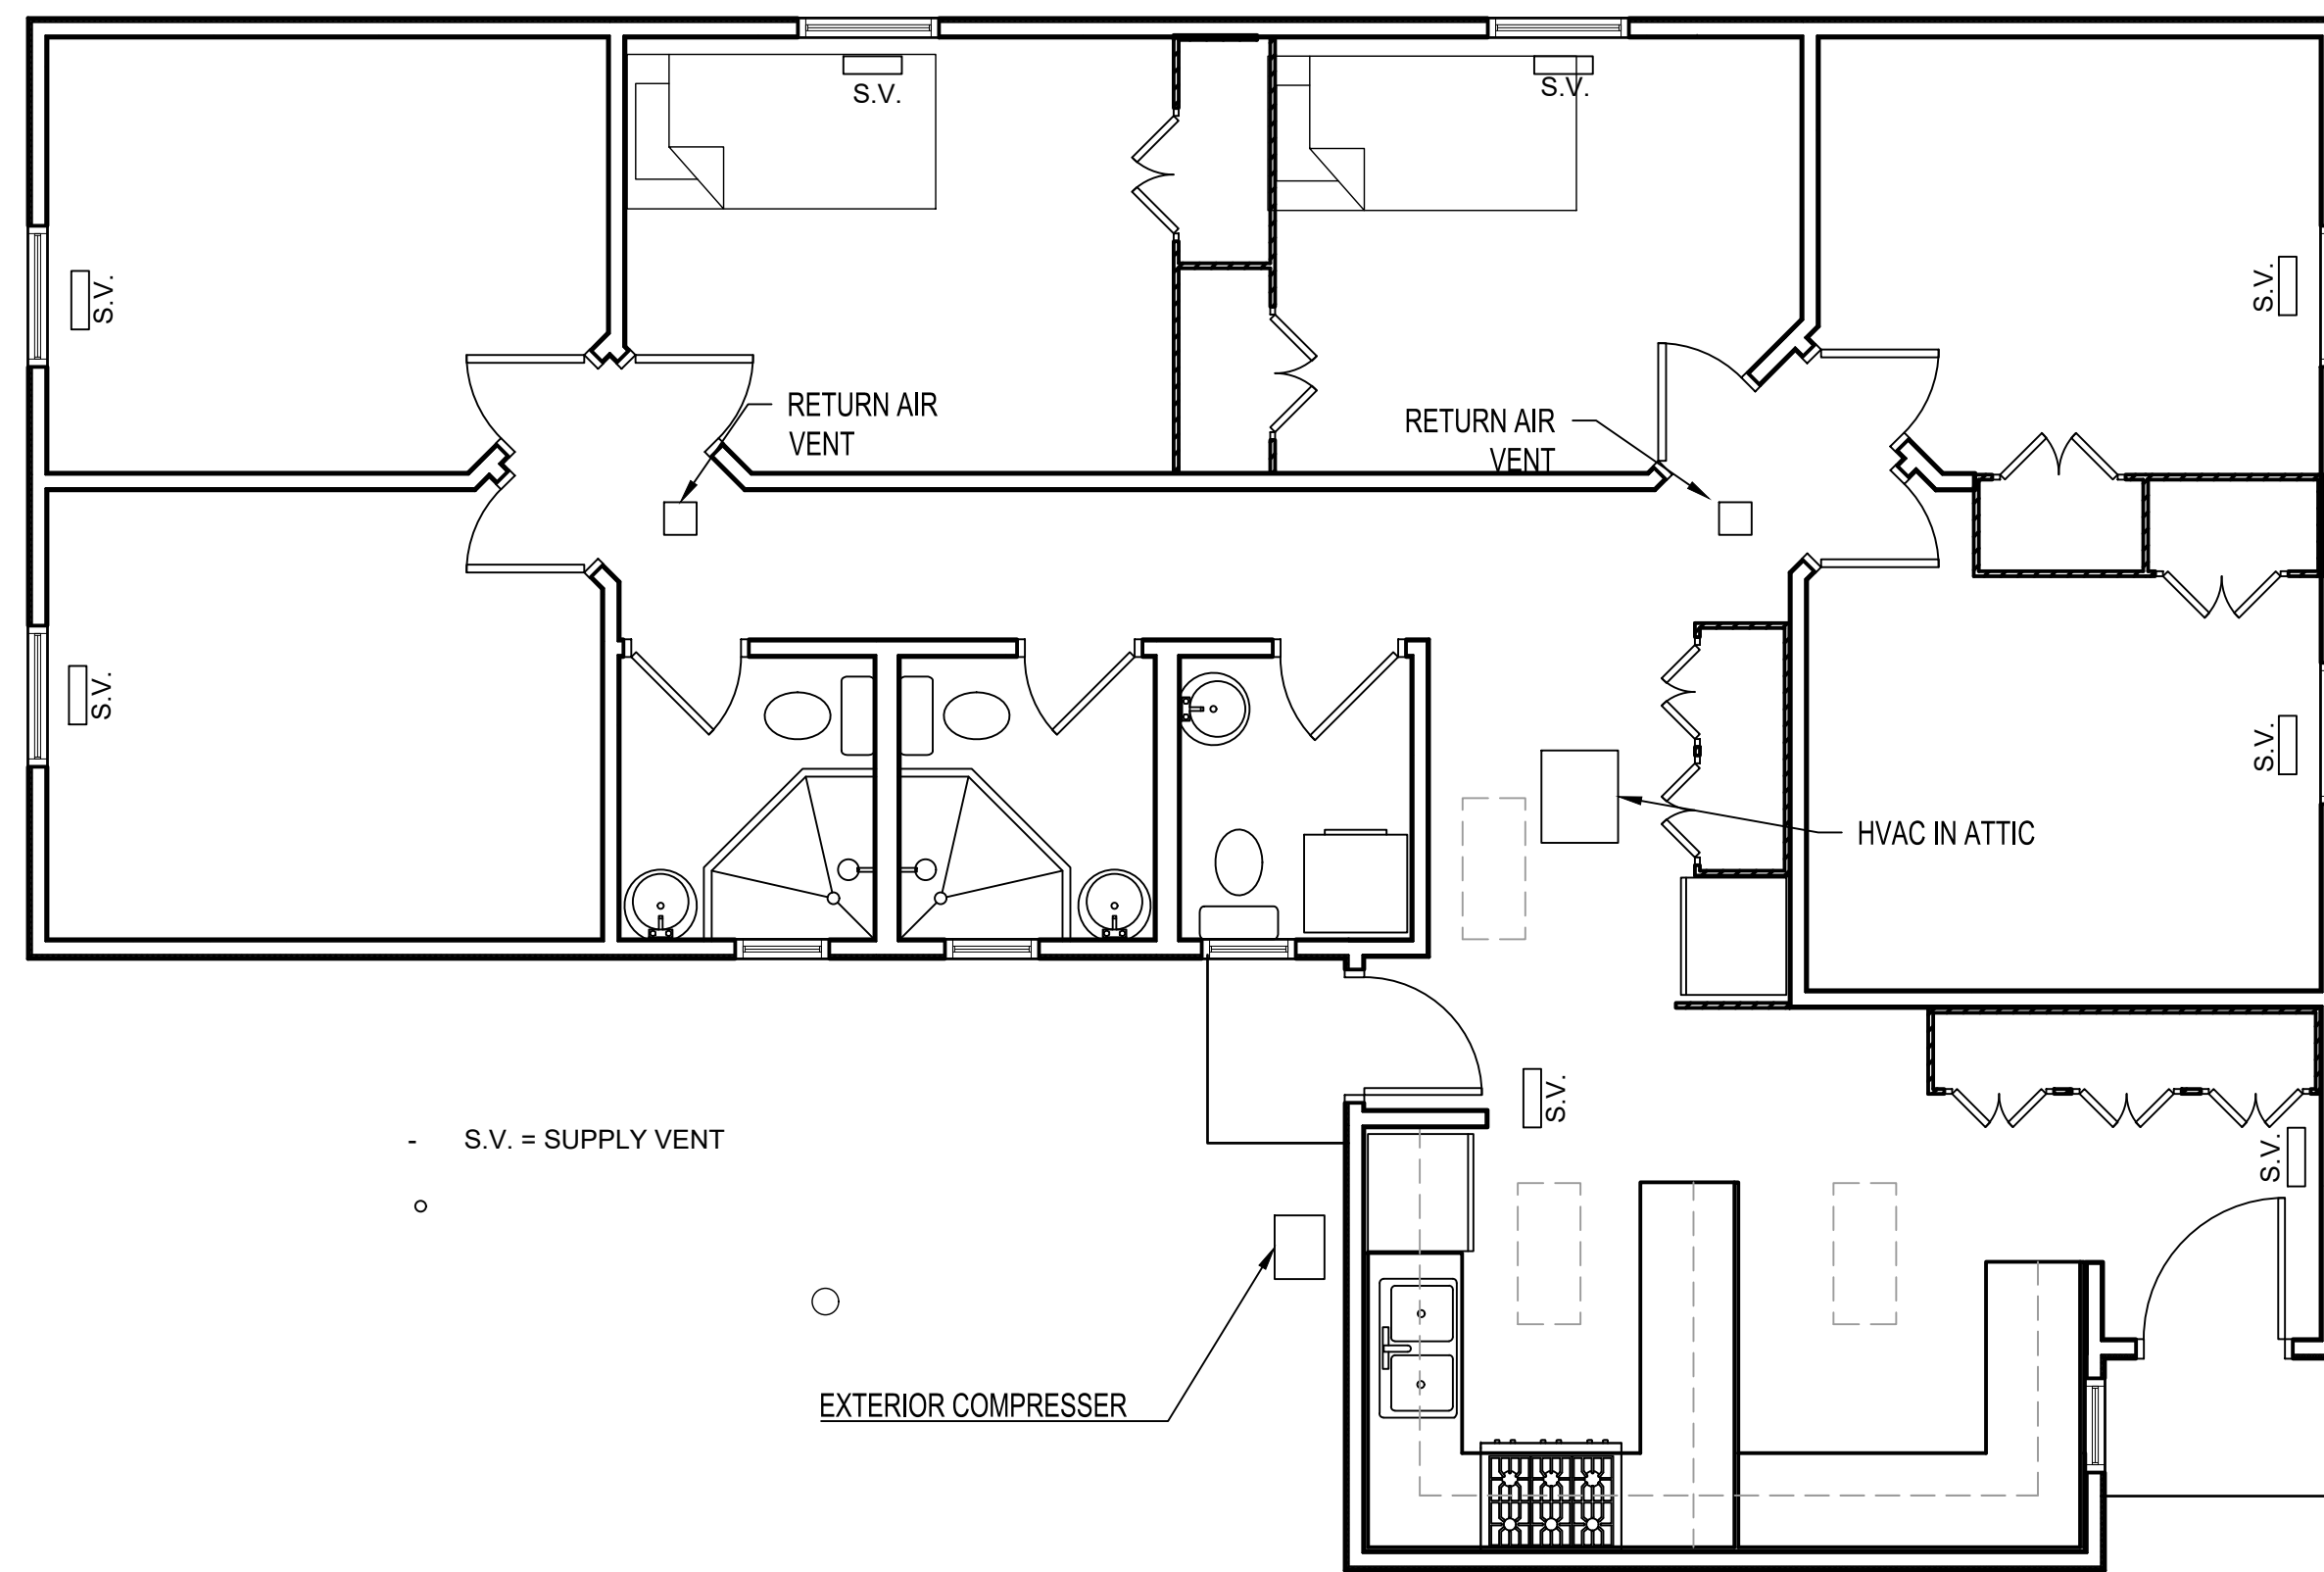 S.V.
S.V.
S.V.
S.V.
RETURN AIR
VENT
RETURN AIR
VENT
S.V.
S.V.
HVAC IN ATTIC
S.V.
S.V.
- S.V. = SUPPLY VENT
EXTERIOR COMPRESSER